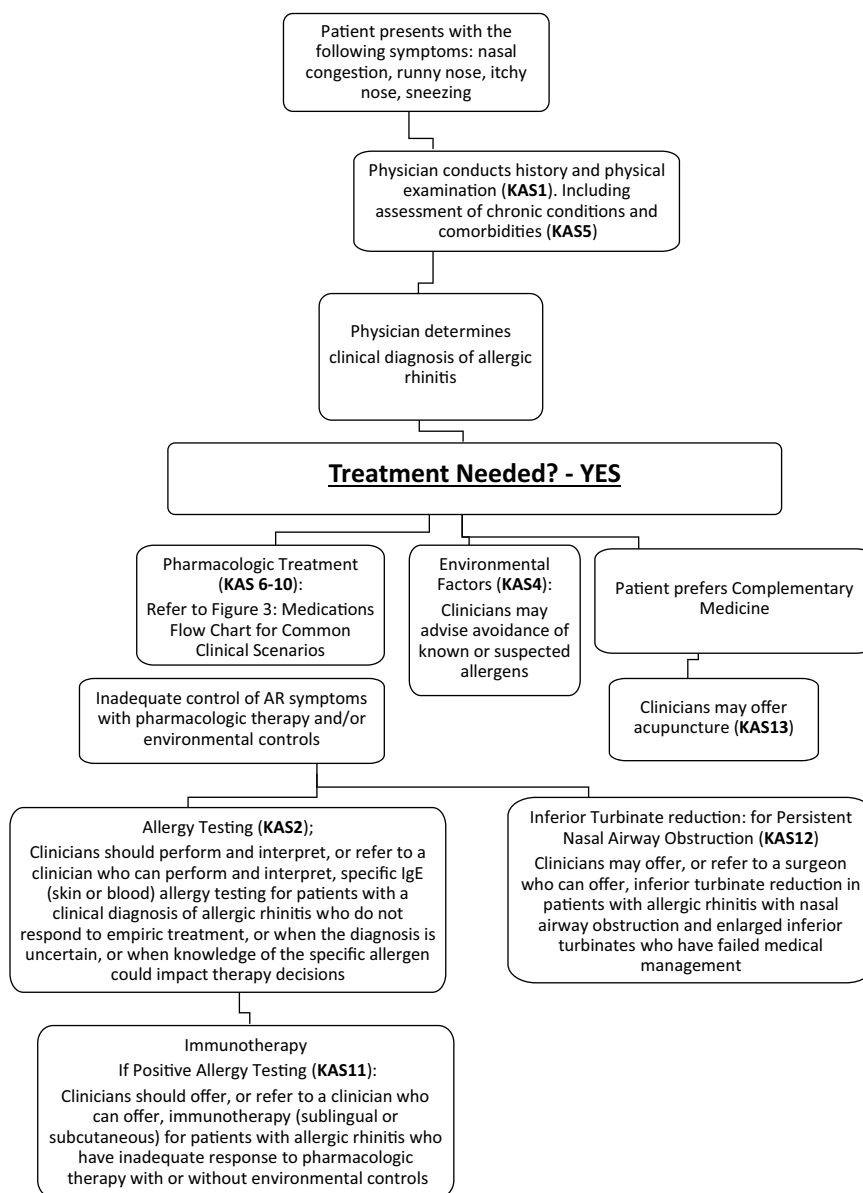 Patient presents with the
following symptoms: nasal
congestion, runny nose, itchy
nose, sneezing
Physician conducts history and physical
examination (KAS1). Including
assessment of chronic conditions and
comorbidities (KAS5)
Physician determines
clinical diagnosis of allergic
rhinitis
Treatment Needed? - YES
Pharmacologic Treatment
(KAS 6-10):
Refer to Figure 3: Medications
Flow Chart for Common
Clinical Scenarios
Environmental
Factors (KAS4):
Clinicians may
advise avoidance of
known or suspected
allergens
Patient prefers Complementary
Medicine
Inadequate control of AR symptoms
with pharmacologic therapy and/or
environmental controls
Clinicians may offer
acupuncture (KAS13)
Allergy Testing (KAS2);
Clinicians should perform and interpret, or refer to a
clinician who can perform and interpret, specific IgE
(skin or blood) allergy testing for patients with a
clinical diagnosis of allergic rhinitis who do not
respond to empiric treatment, or when the diagnosis is
uncertain, or when knowledge of the specific allergen
could impact therapy decisions
Inferior Turbinate reduction: for Persistent
Nasal Airway Obstruction (KAS12)
Clinicians may offer, or refer to a surgeon
who can offer, inferior turbinate reduction in
patients with allergic rhinitis with nasal
airway obstruction and enlarged inferior
turbinates who have failed medical
management
Immunotherapy
If Positive Allergy Testing (KAS11):
Clinicians should offer, or refer to a clinician who
can offer, immunotherapy (sublingual or
subcutaneous) for patients with allergic rhinitis who
have inadequate response to pharmacologic
therapy with or without environmental controls